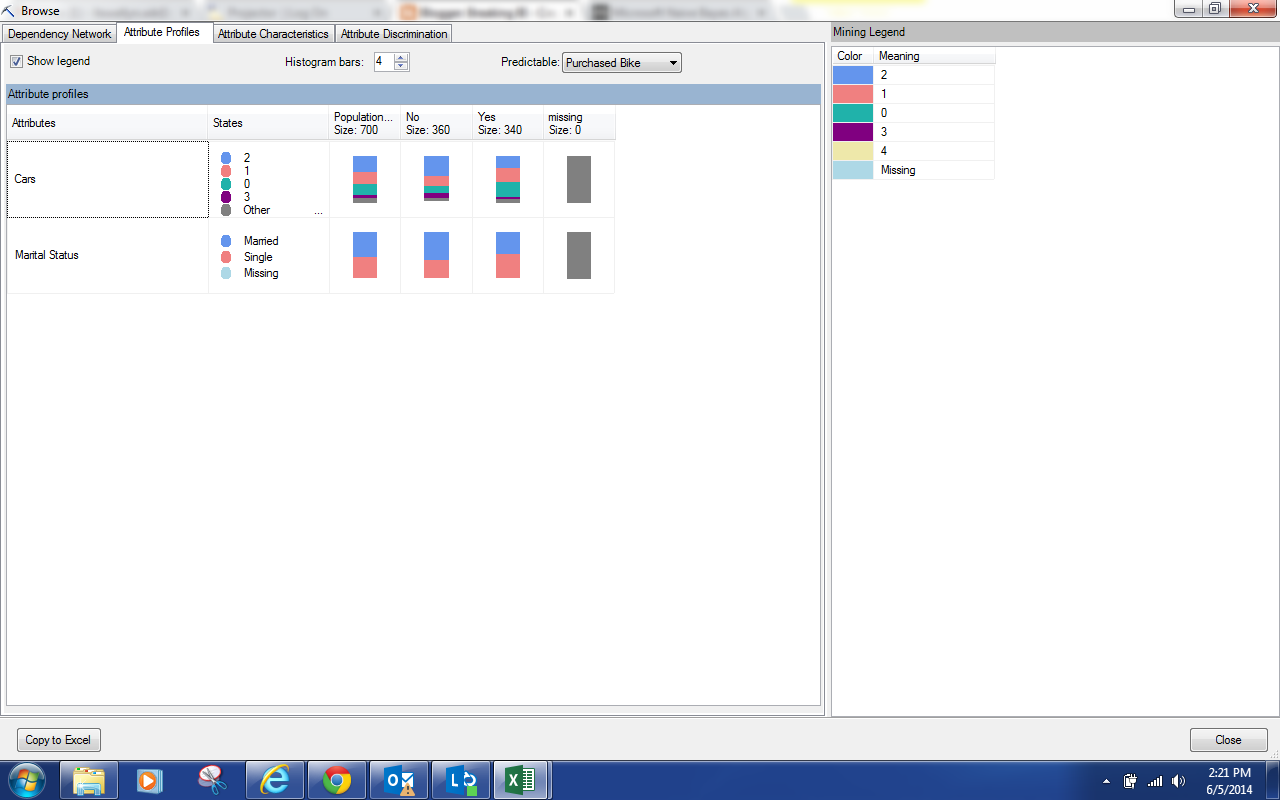 Browse
Dependency Network
Attribute Profiles
Attribute Characteristics
Attribute Discrimination
Mining Legend
Show legend
Histogram bars: 4
Predictable: Purchased Bike
Color Meaning
2
1
0
3
4
Missing
Attribute profiles
Attributes States Population... No Yes missing
Size: 700 Size: 360 Size: 340 Size: 0
Cars
2
1
0
3
Other ...
Marital Status
Married
Single
Missing
Copy to Excel
Close
2:21 PM
6/5/2014